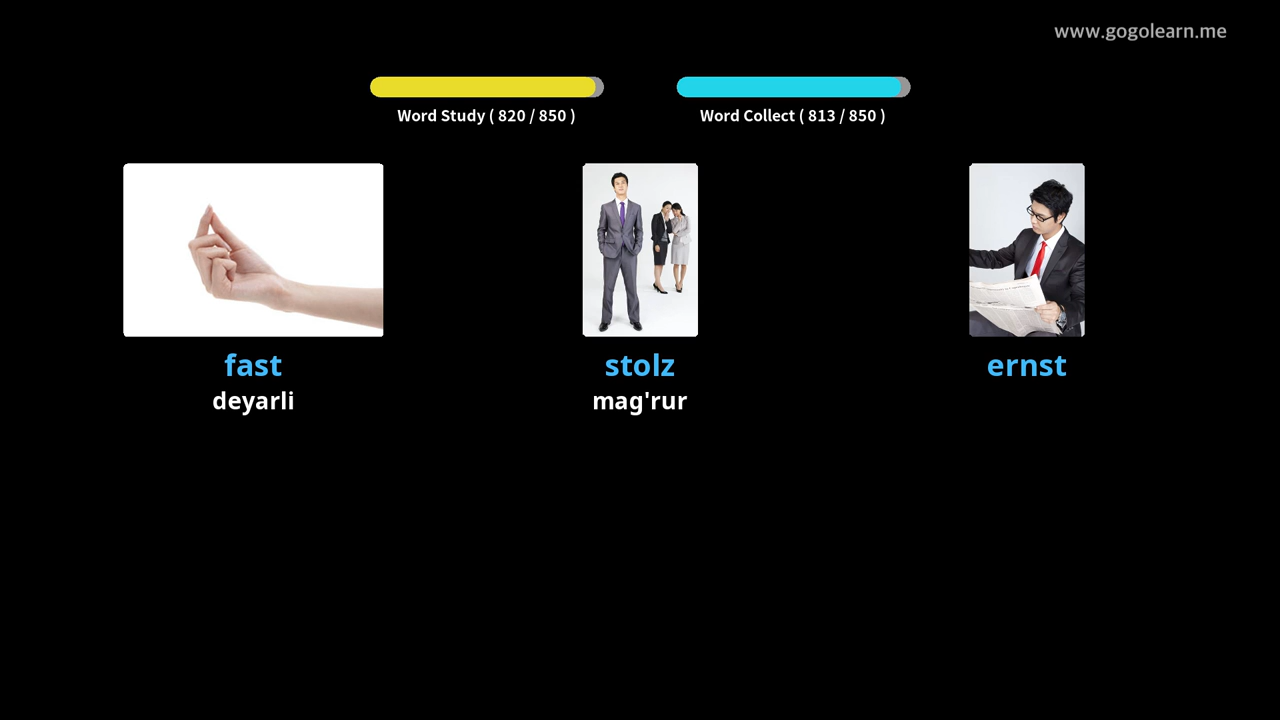 www.gogolearn.me
Word Study ( 820 / 850 )
Word Collect ( 813 / 850 )
fast
deyarli
stolz
mag'rur
ernst